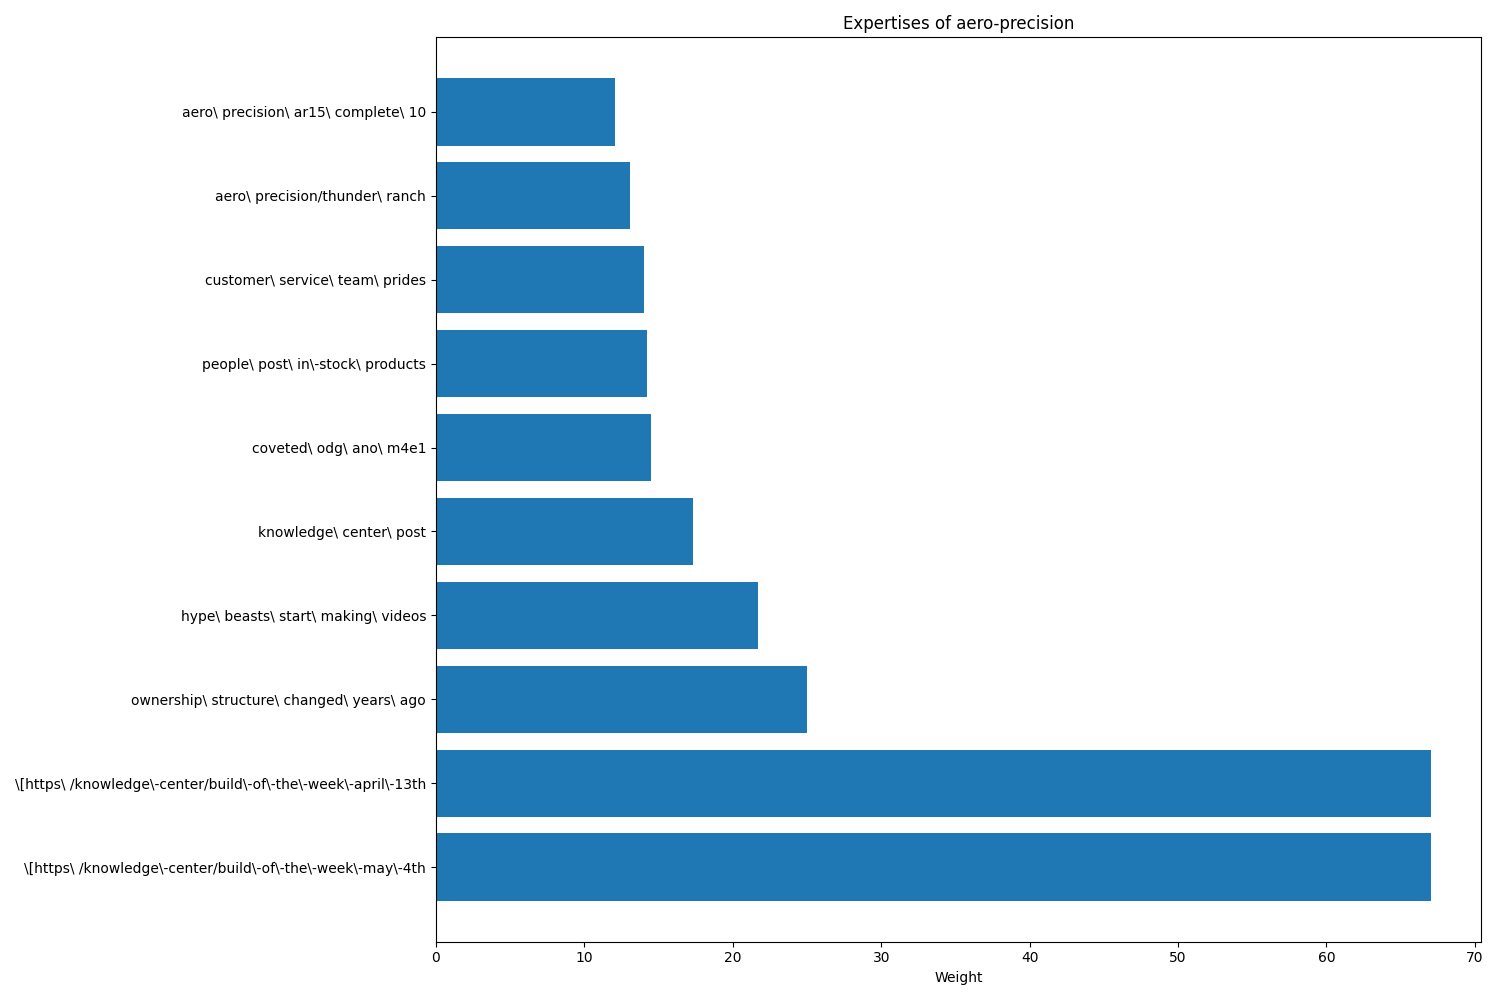 Expertises of aero-precision
aero\ precision\ ar15\ complete\ 10
aero\ precision/thunder\ ranch
customer\ service\ team\ prides
people\ post\ in\-stock\ products
coveted\ odg\ ano\ m4e1
knowledge\ center\ post
hype\ beasts\ start\ making\ videos
ownership\ structure\ changed\ years\ ago
\[https\ /knowledge\-center/build\-of\-the\-week\-april\-13th
\[https\ /knowledge\-center/build\-of\-the\-week\-may\-4th
0 10 20 30 40 50 60 70
Weight